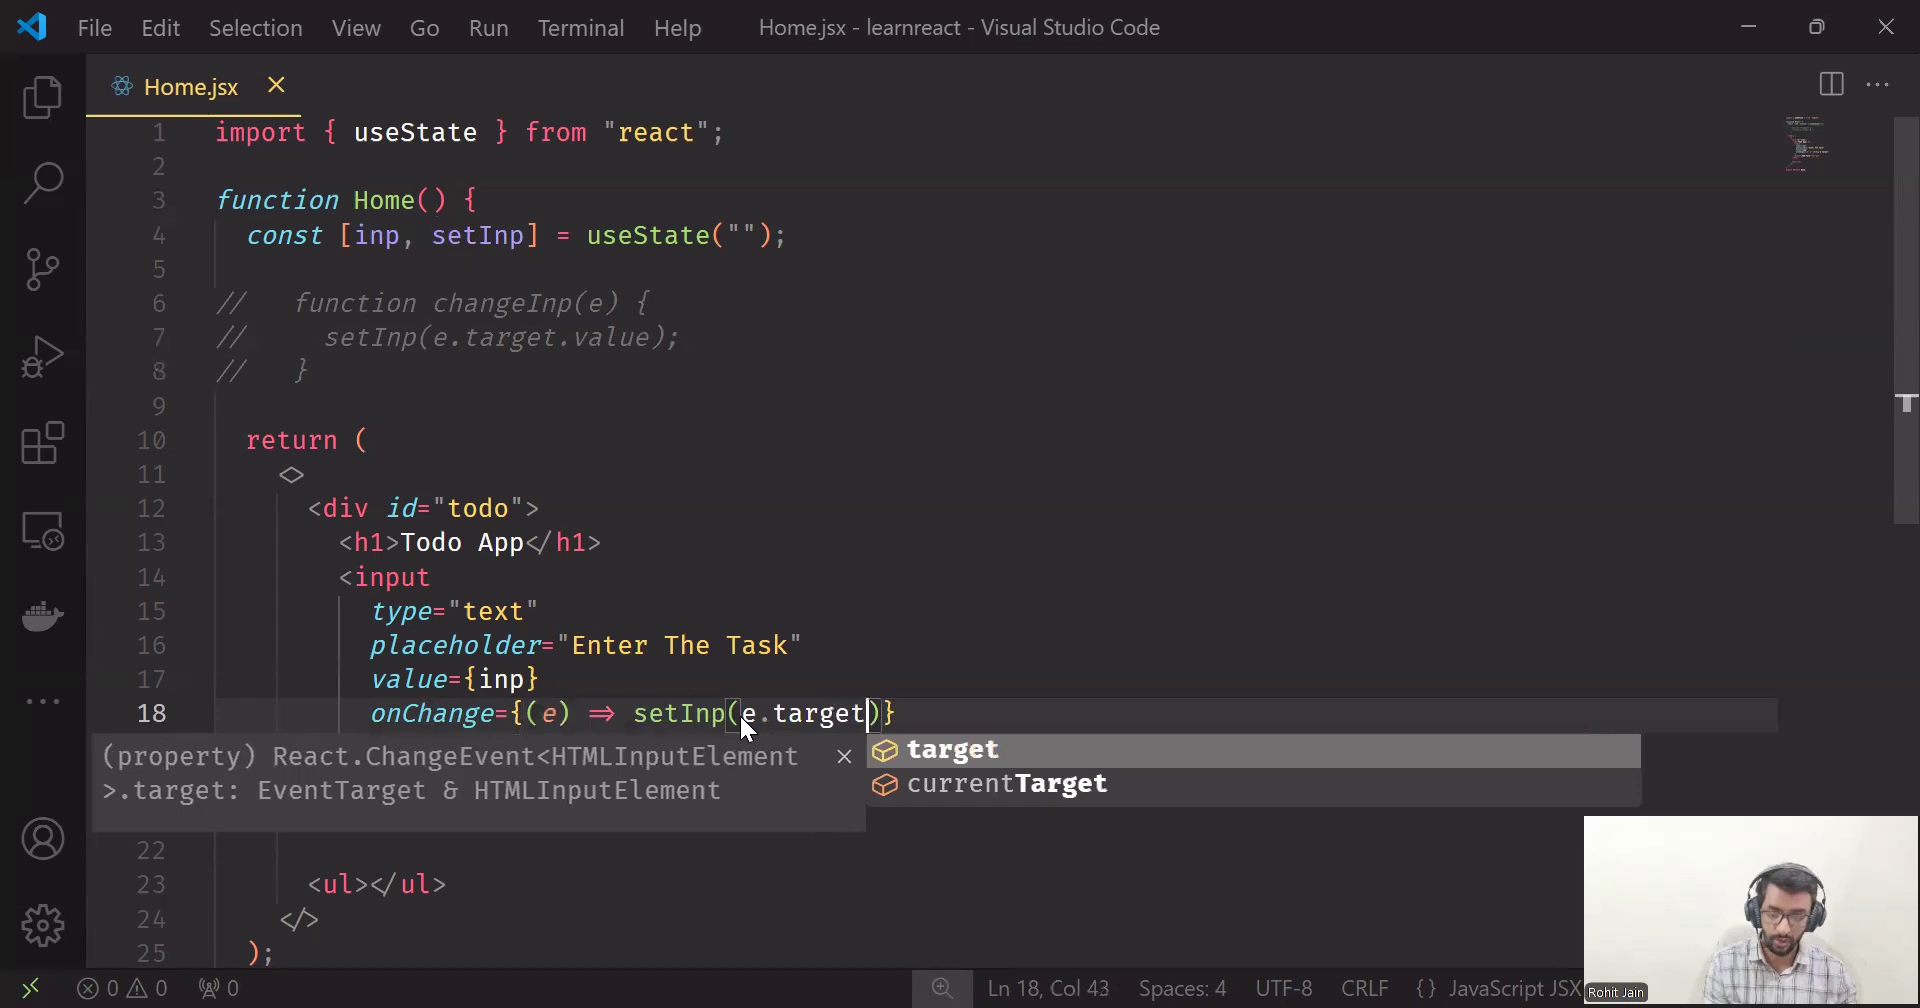 File Edit Selection View Go Run Terminal Help Home.jsx - learnreact - Visual Studio Code
Home.jsx
1 import { useState } from "react";
2
3 function Home() {
4 const [inp, setInp] = useState("");
5
6 // function changeInp(e) {
7 // setInp(e.target.value);
8 // }
9
10 return (
11 <>
12 <div id="todo">
13 <h1>Todo App</h1>
14 <input
15 type="text"
16 placeholder="Enter The Task"
17 value={inp}
18 onChange={(e) => setInp(e.target)}
(property) React.ChangeEvent<HTMLInputElement
>.target: EventTarget & HTMLInputElement
target
currentTarget
22
23 <ul></ul>
24 </>
25 );
0 0 0 Ln 18, Col 43 Spaces: 4 UTF-8 CRLF {} JavaScript JSX
Rohit Jain